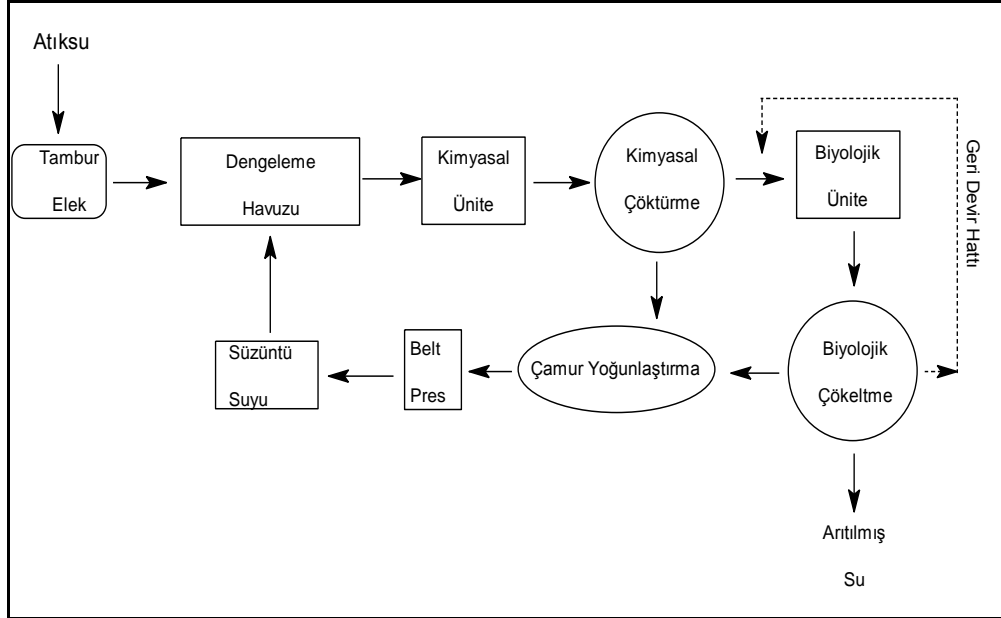 Atıksu
Tambur
Elek
Dengeleme
Havuzu
Kimyasal
Ünite
Kimyasal
Çöktürme
Biyolojik
Ünite
Geri Devir Hattı
Süzüntü
Suyu
Belt
Pres
Çamur Yoğunlaştırma
Biyolojik
Çökeltme
Arıtılmış
Su